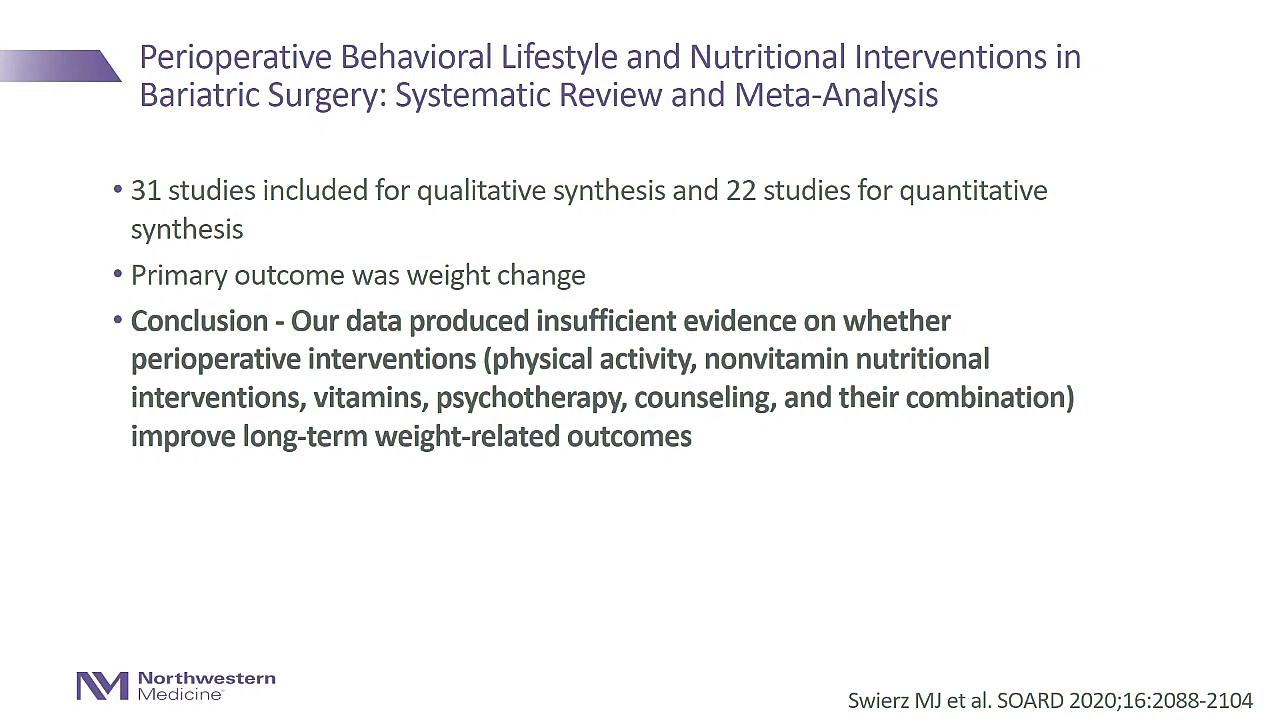 Perioperative Behavioral Lifestyle and Nutritional Interventions in
Bariatric Surgery: Systematic Review and Meta-Analysis
• 31 studies included for qualitative synthesis and 22 studies for quantitative
synthesis
• Primary outcome was weight change
• Conclusion - Our data produced insufficient evidence on whether
perioperative interventions (physical activity, nonvitamin nutritional
interventions, vitamins, psychotherapy, counseling, and their combination)
improve long-term weight-related outcomes
NM Northwestern
Medicine®
Swierz MJ et al. SOARD 2020;16:2088-2104